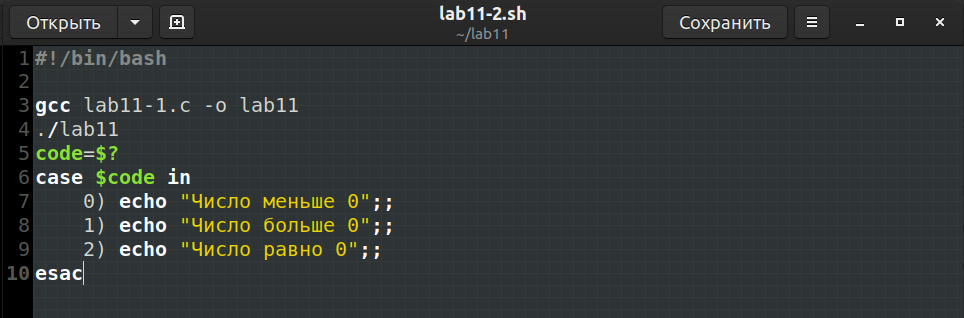 Открыть
lab11-2.sh
~/lab11
Сохранить
1 #!/bin/bash
2
3 gcc lab11-1.c -o lab11
4 ./lab11
5 code=$?
6 case $code in
7     0) echo "Число меньше 0";;
8     1) echo "Число больше 0";;
9     2) echo "Число равно 0";;
10 esac